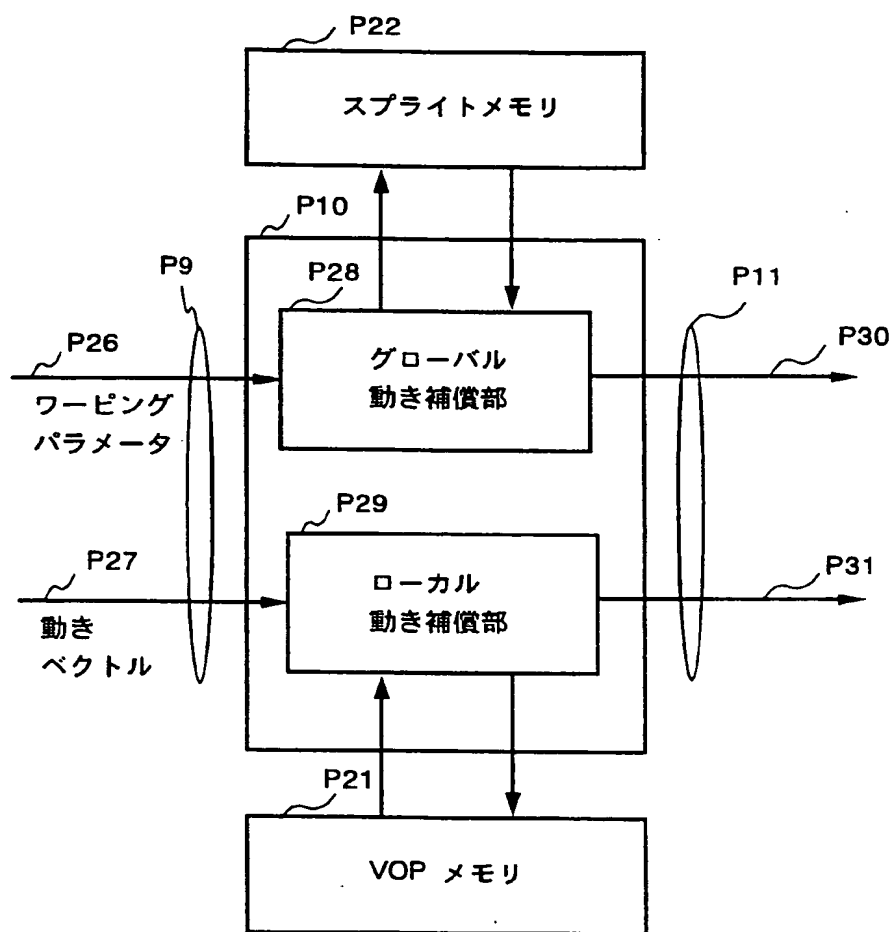 P22
スプライトメモリ
P10
P9
P28
P11
P26
グローバル
動き補償部
P30
ワーピング
パラメータ
P29
P27
ローカル
動き補償部
P31
動き
ベクトル
P21
VOP メモリ